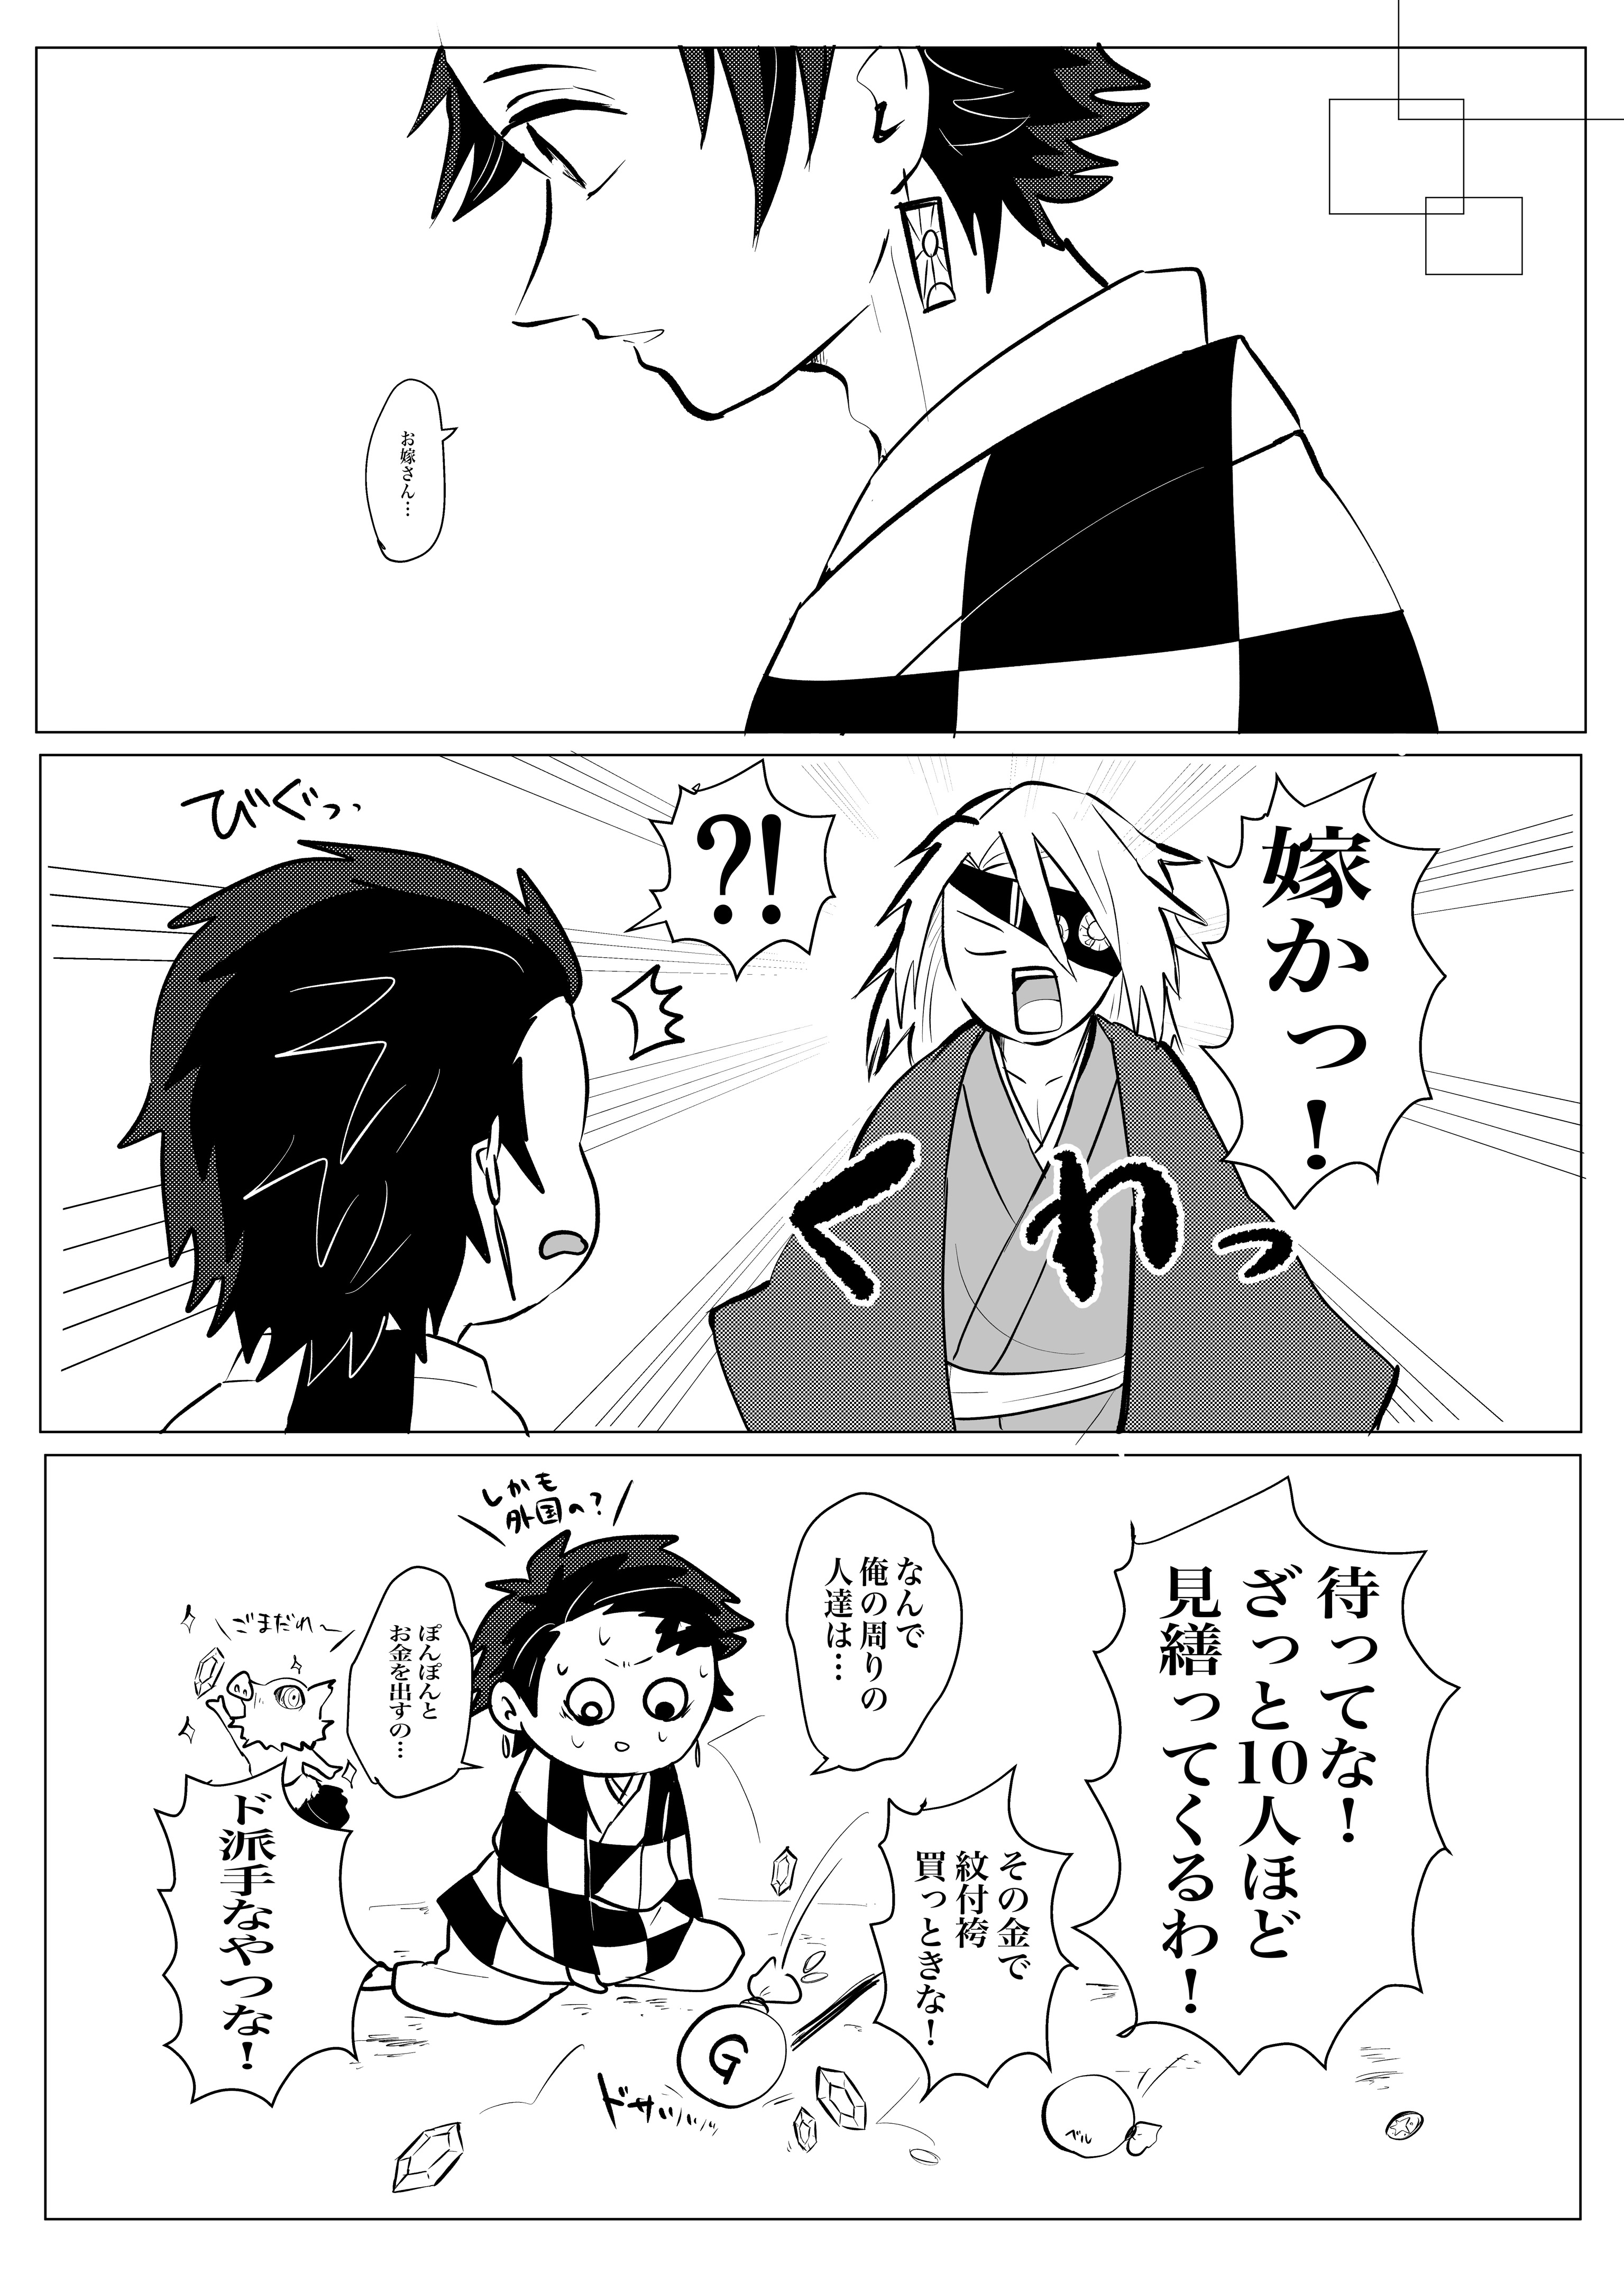 お嫁さん…
嫁かっ!
くわっ
?!
びくっ
待ってな!
ざっと10人ほど
見繕ってくるわ!
その金で
紋付袴
買っときな!
なんで
俺の周りの
人達は…
しかも
外国の?
ぽんぽんと
お金を出すの…
ごまだれ～
ド派手なやつな!
G
ドサッ
ベル